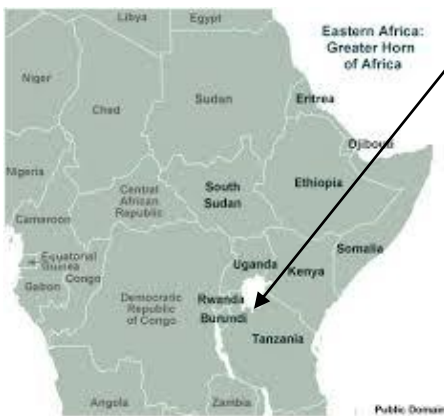 Libya
Egypt
Eastern Africa:
Greater Horn
of Africa
Niger
Chad
Sudan
Eritrea
Djibouti
Nigeria
Central
African
Republic
South
Sudan
Ethiopia
Cameroon
Equatorial
Guinea
Congo
Gabon
Somalia
Uganda
Kenya
Democratic
Republic
of Congo
Rwanda
Burundi
Tanzania
Angola
Zambia
Public Domain